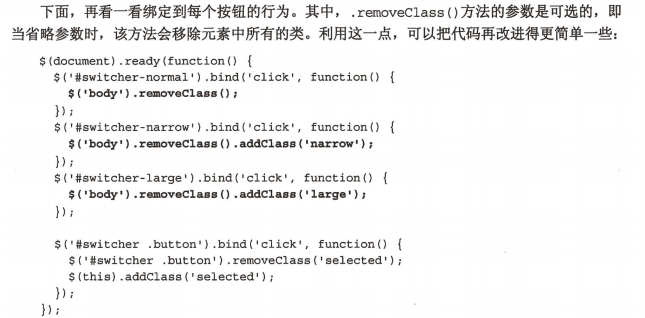 下面，再看一看绑定到每个按钮的行为。其中，.removeClass()方法的参数是可选的，即
当省略参数时，该方法会移除元素中所有的类。利用这一点，可以把代码再改进得更简单一些：
$(document).ready(function() {
  $('#switcher-normal').bind('click', function() {
    $('body').removeClass();
  });
  $('#switcher-narrow').bind('click', function() {
    $('body').removeClass().addClass('narrow');
  });
  $('#switcher-large').bind('click', function() {
    $('body').removeClass().addClass('large');
  });

  $('#switcher .button').bind('click', function() {
    $('#switcher .button').removeClass('selected');
    $(this).addClass('selected');
  });
});